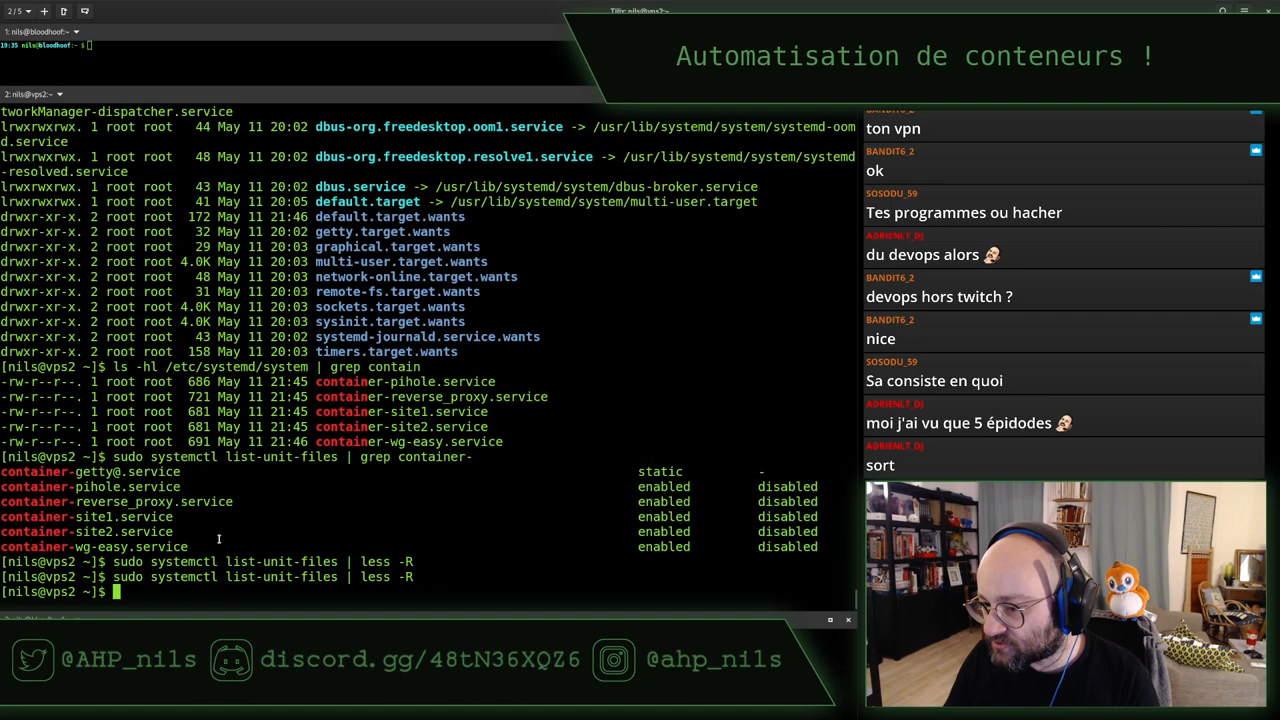 2 / 5
Tilix: nils@vps2:~
1: nils@bloodhoof:~
19:35 nils@bloodhoof:~ $
Automatisation de conteneurs !
2: nils@vps2:~
tworkManager-dispatcher.service
lrwxrwxrwx. 1 root root   44 May 11 20:02 dbus-org.freedesktop.oom1.service -> /usr/lib/systemd/system/systemd-oom
d.service
lrwxrwxrwx. 1 root root   48 May 11 20:02 dbus-org.freedesktop.resolve1.service -> /usr/lib/systemd/system/systemd
-resolved.service
lrwxrwxrwx. 1 root root   43 May 11 20:02 dbus.service -> /usr/lib/systemd/system/dbus-broker.service
lrwxrwxrwx. 1 root root   41 May 11 20:05 default.target -> /usr/lib/systemd/system/multi-user.target
drwxr-xr-x. 2 root root  172 May 11 21:46 default.target.wants
drwxr-xr-x. 2 root root   32 May 11 20:02 getty.target.wants
drwxr-xr-x. 2 root root   29 May 11 20:03 graphical.target.wants
drwxr-xr-x. 2 root root 4.0K May 11 20:03 multi-user.target.wants
drwxr-xr-x. 2 root root   48 May 11 20:03 network-online.target.wants
drwxr-xr-x. 2 root root   31 May 11 20:03 remote-fs.target.wants
drwxr-xr-x. 2 root root 4.0K May 11 20:03 sockets.target.wants
drwxr-xr-x. 2 root root 4.0K May 11 20:03 sysinit.target.wants
drwxr-xr-x. 2 root root   43 May 11 20:03 systemd-journald.service.wants
drwxr-xr-x. 2 root root  158 May 11 20:03 timers.target.wants
[nils@vps2 ~]$ ls -hl /etc/systemd/system | grep contain
-rw-r--r--. 1 root root  686 May 11 21:45 container-pihole.service
-rw-r--r--. 1 root root  721 May 11 21:45 container-reverse_proxy.service
-rw-r--r--. 1 root root  681 May 11 21:45 container-site1.service
-rw-r--r--. 1 root root  681 May 11 21:45 container-site2.service
-rw-r--r--. 1 root root  691 May 11 21:46 container-wg-easy.service
[nils@vps2 ~]$ sudo systemctl list-unit-files | grep container-
container-getty@.service static -
container-pihole.service enabled disabled
container-reverse_proxy.service enabled disabled
container-site1.service enabled disabled
container-site2.service enabled disabled
container-wg-easy.service enabled disabled
[nils@vps2 ~]$ sudo systemctl list-unit-files | less -R
[nils@vps2 ~]$ sudo systemctl list-unit-files | less -R
[nils@vps2 ~]$
BANDIT6_2
ton vpn
BANDIT6_2
ok
SOSODU_59
Tes programmes ou hacher
ADRIENLT_DJ
du devops alors
BANDIT6_2
devops hors twitch ?
BANDIT6_2
nice
SOSODU_59
Sa consiste en quoi
ADRIENLT_DJ
moi j'ai vu que 5 épidodes
ADRIENLT_DJ
sort
@AHP_nils
discord.gg/48tN36XQZ6
@ahp_nils